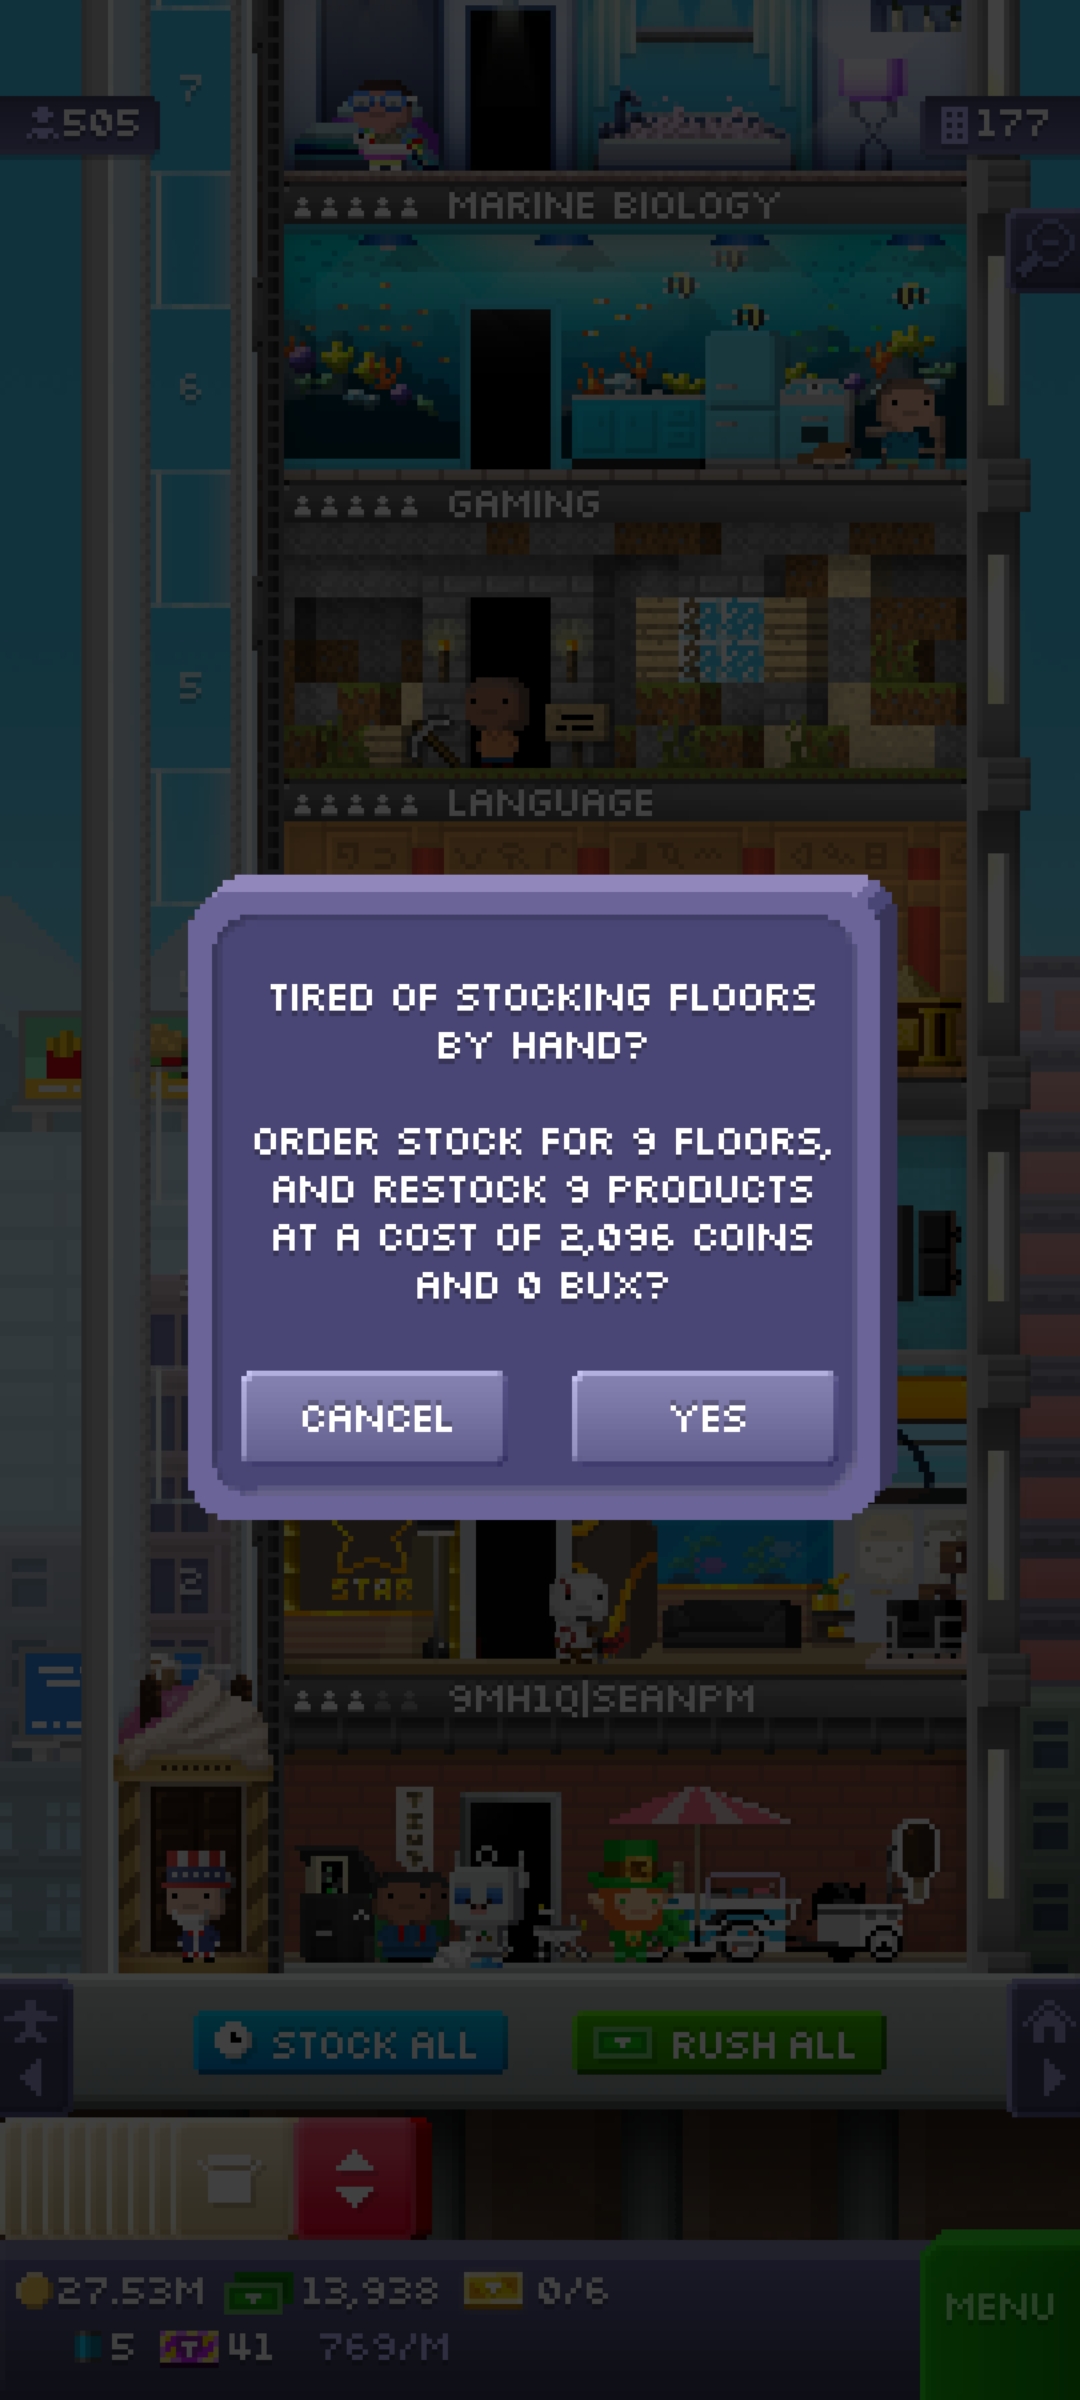 7
505
177
MARINE BIOLOGY
6
GAMING
5
LANGUAGE
TIRED OF STOCKING FLOORS
BY HAND?
ORDER STOCK FOR 9 FLOORS,
AND RESTOCK 9 PRODUCTS
AT A COST OF 2,096 COINS
AND 0 BUX?
CANCEL
YES
2
STAR
9MH1Q|SEANPM
STOCK ALL
RUSH ALL
27.53M
13,938
0/6
MENU
5
T
41
769/M